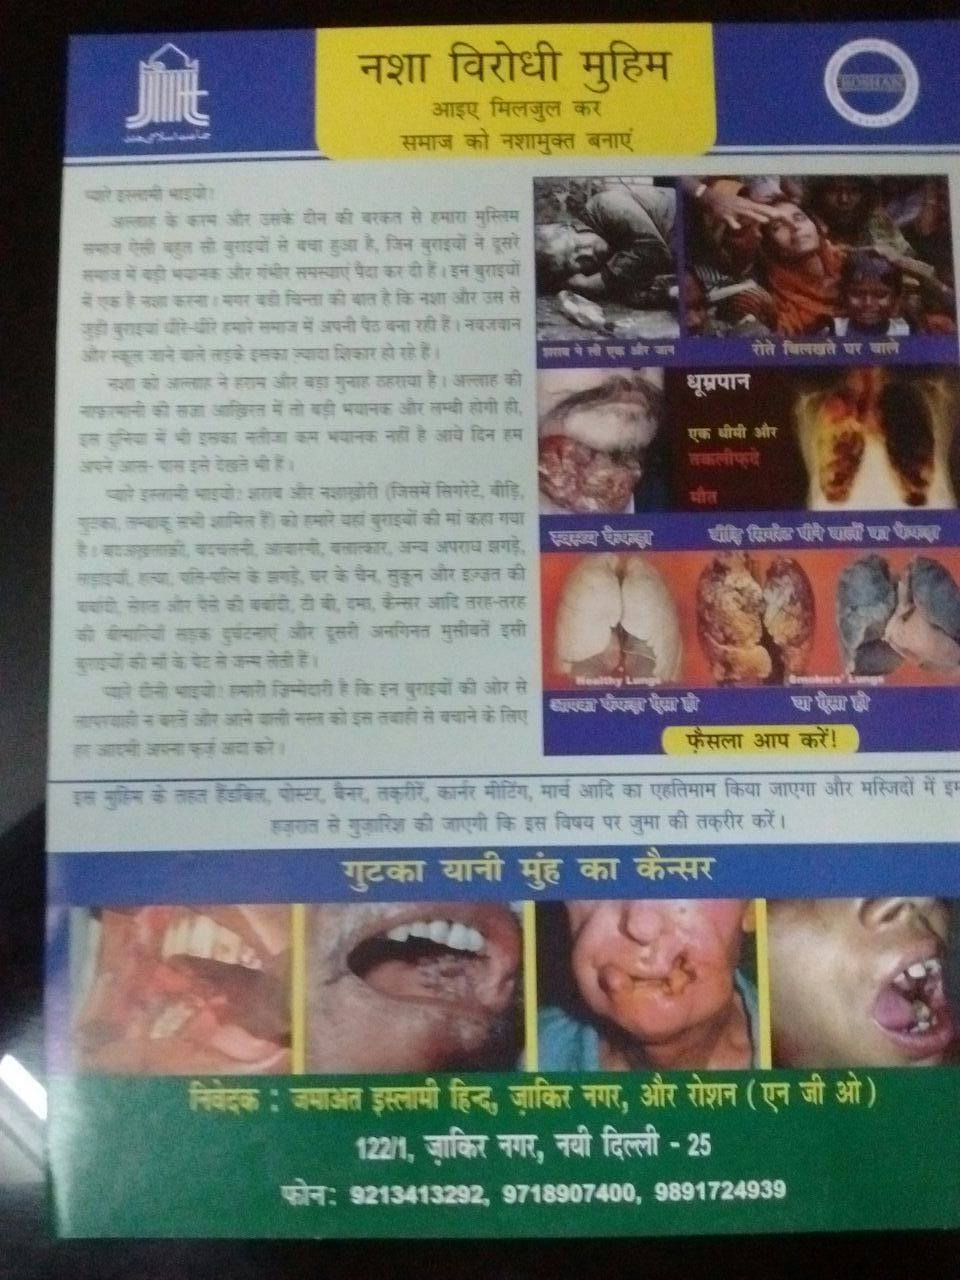 नशा विरोधी मुहिम
आइए मिलजुल कर
समाज को नशामुक्त बनाएं
جماعت اسلامی ہند
ROSHAN
प्यारे इस्लामी भाइयो!
अल्लाह के करम और उसके दीन की बरकत से हमारा मुस्लिम
समाज ऐसी बहुत सी बुराइयों से बचा हुआ है, जिन बुराइयों ने दूसरे
समाज में बड़ी भयानक और गंभीर समस्याएं पैदा कर दी हैं। इन बुराइयों
में एक है नशा करना। मगर बड़ी चिन्ता की बात है कि नशा और उस से
जुड़ी बुराइयां धीरे-धीरे हमारे समाज में अपनी पैठ बना रही हैं। नवजवान
और स्कूल जाने वाले लड़के इसका ज़्यादा शिकार हो रहे हैं।
नशा को अल्लाह ने हराम और बड़ा गुनाह ठहराया है। अल्लाह की
नाफ़रमानी की सज़ा आख़िरत में तो बड़ी भयानक और लम्बी होगी ही,
इस दुनिया में भी इसका नतीजा कम भयानक नहीं है आये दिन हम
अपने आस- पास इसे देखते भी हैं।
प्यारे इस्लामी भाइयो! शराब और नशाख़ोरी (जिसमें सिगरेटे, बीड़ि,
गुटका, तम्बाकू सभी शामिल हैं) को हमारे यहां बुराइयों की मां कहा गया
है। बदअख़लाक़ी, बदचलनी, आवारगी, बलात्कार, अन्य अपराध झगड़े,
लड़ाइयाँ, हत्या, पति-पत्नि के झगड़े, घर के चैन, सुकून और इज़्ज़त की
बर्बादी, सेहत और पैसे की बर्बादी, टी बी, दमा, कैन्सर आदि तरह-तरह
की बीमारियाँ सड़क दुर्घटनाएं और दूसरी अनगिनत मुसीबतें इसी
बुराइयों की माँ के पेट से जन्म लेती हैं।
प्यारे दीनी भाइयो! हमारी ज़िम्मेदारी है कि इन बुराइयों की ओर से
लापरवाही न बरतें और आने वाली नस्ल को इस तबाही से बचाने के लिए
हर आदमी अपना फ़र्ज़ अदा करे।
शराब ने ली एक और जान
रोते बिलखते घर वाले
धूम्रपान
एक धीमी और
तकलीफ़दे
मौत
स्वस्थ्य फेफड़ा
बीड़ि सिगरेट पीने वालों का फेफड़ा
Healthy Lungs
Smokers' Lungs
आपका फेफड़ा ऐसा हो
या ऐसा हो
फ़ैसला आप करें!
इस मुहिम के तहत हैंडबिल, पोस्टर, बैनर, तक़रीरें, कार्नर मीटिंग, मार्च आदि का एहतिमाम किया जाएगा और मस्जिदों में
हज़रात से गुज़ारिश की जाएगी कि इस विषय पर जुमा की तक़रीर करें।
गुटका यानी मुंह का कैन्सर
निवेदक : जमाअत इस्लामी हिन्द, ज़ाकिर नगर, और रोशन ( एन जी ओ )
122/1, ज़ाकिर नगर, नयी दिल्ली - 25
फोन: 9213413292, 9718907400, 9891724939